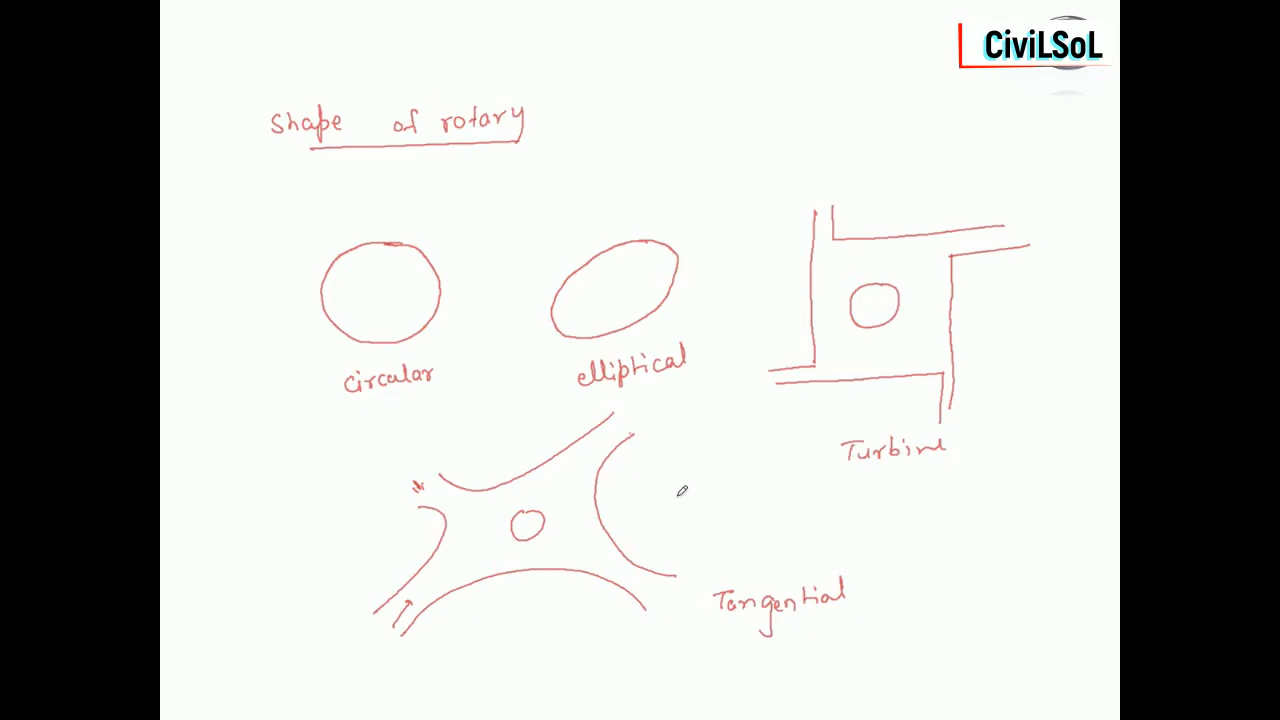 CiviLSoL
Shape of rotary
circular
elliptical
Turbine
Tangential